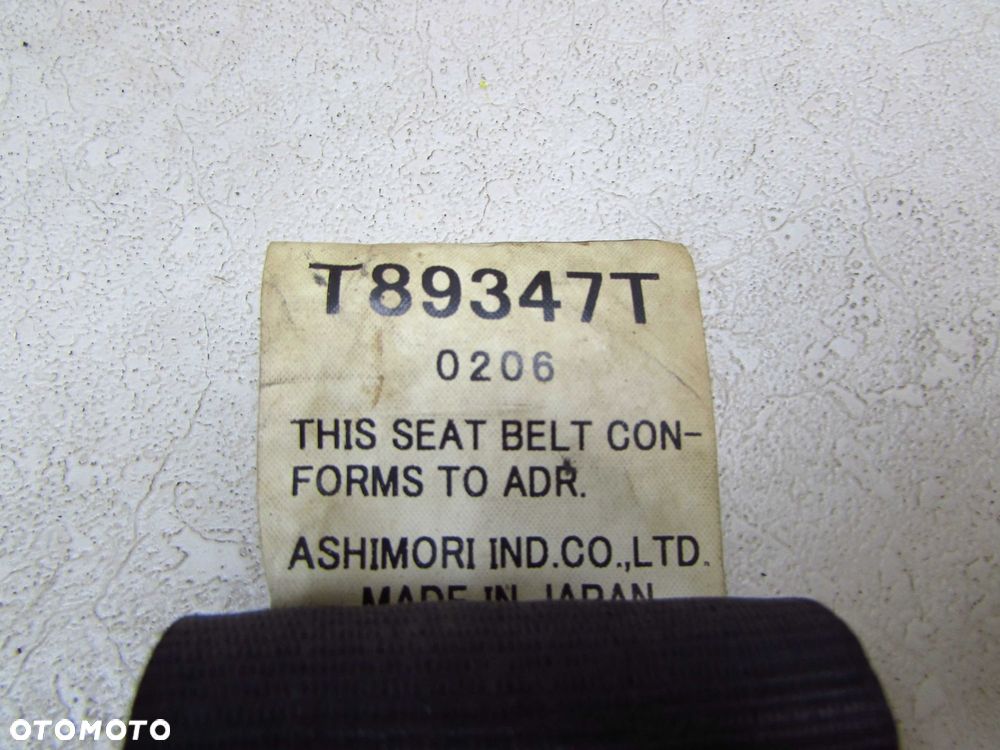 T89347T
0206
THIS SEAT BELT CON-
FORMS TO ADR.
ASHIMORI IND.CO.,LTD.
MADE IN JAPAN
OTOMOTO